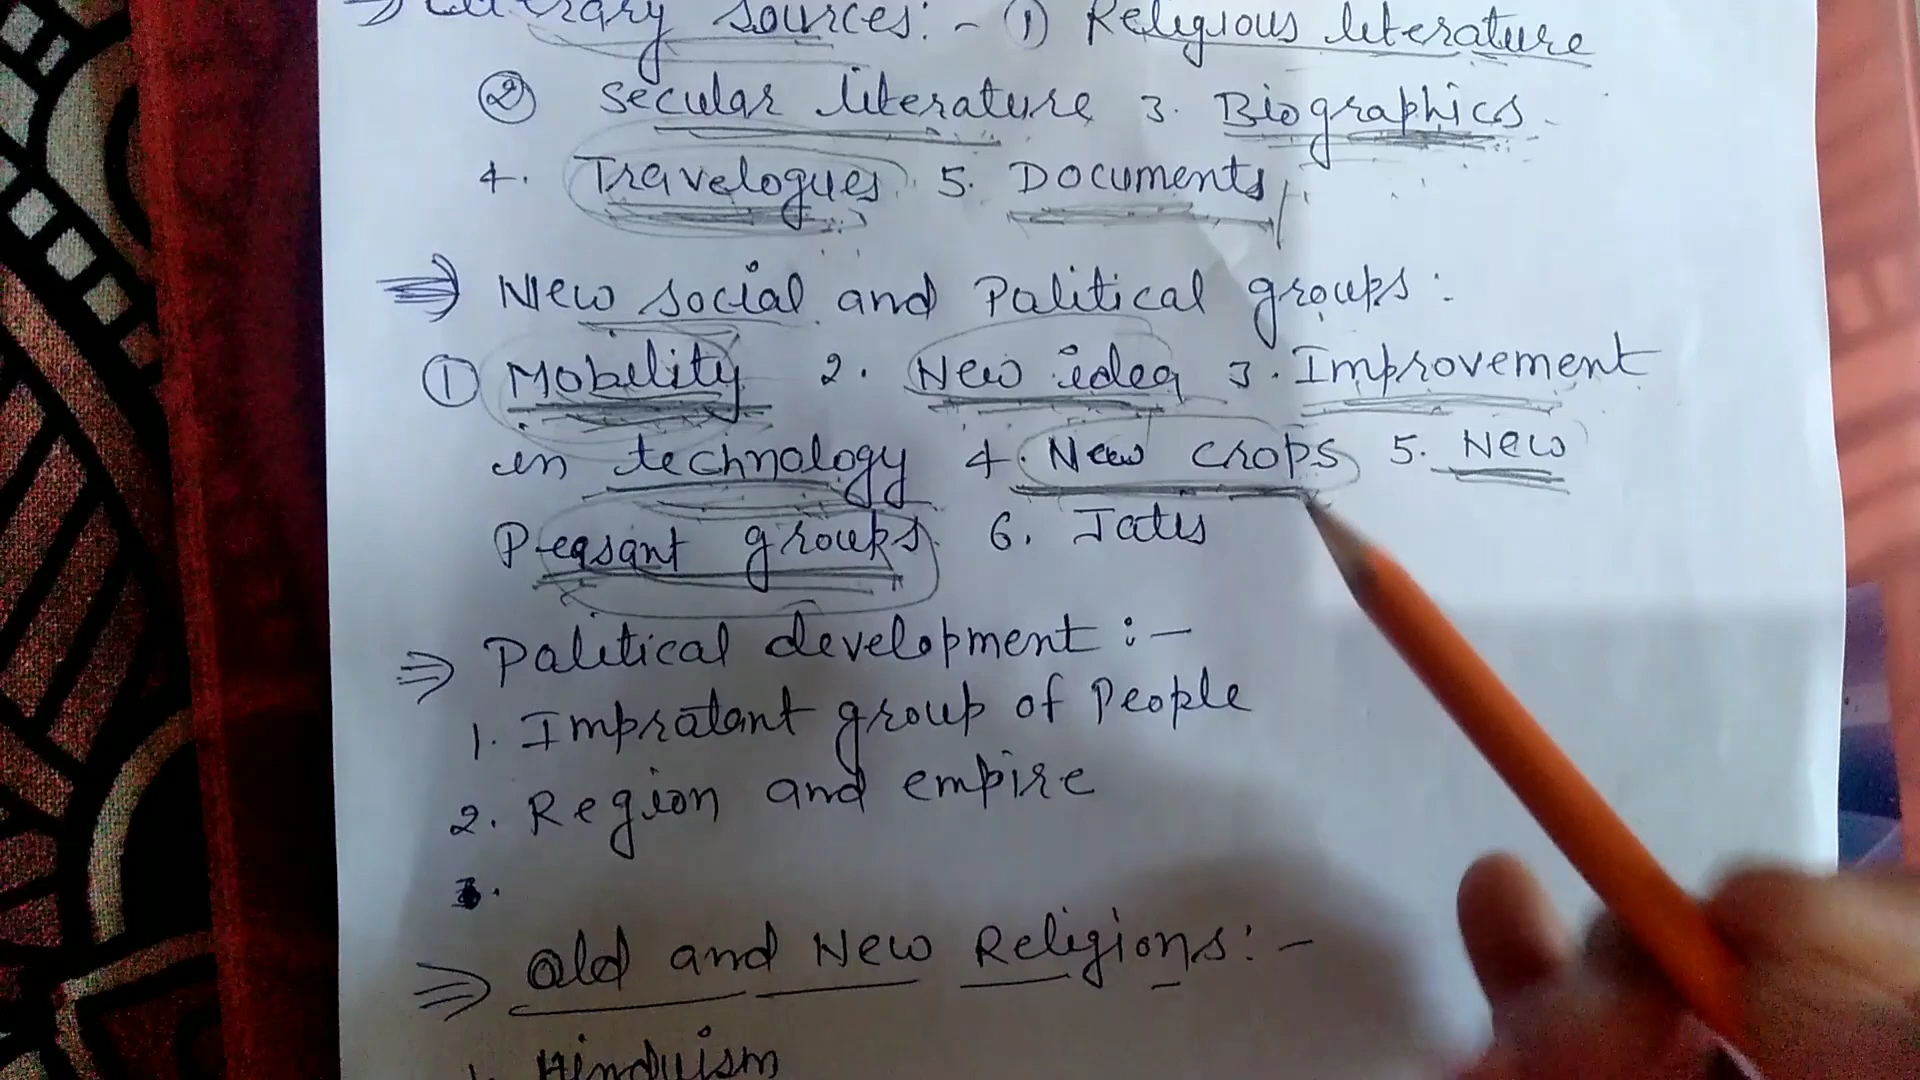 ⇒ Literary sources:- ① Religious literature
② Secular literature 3. Biographics
4. Travelogues 5. Documents
⇒ New social and Palitical groups:
① Mobility 2. New idea 3. Improvement
in technology 4. New crops 5. New
Peasant groups 6. Jatis
⇒ Palitical development :-
1. Impratant group of People
2. Region and empire
3.
⇒ Old and New Religions:-
1. Hinduism